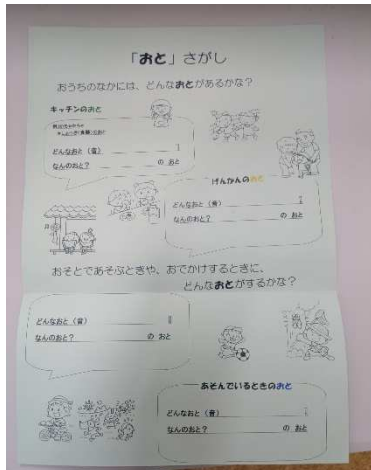 「おと」さがし
おうちのなかには、どんなおとがあるかな？
キッチンのおと
どんなおと（音）　！
なんのおと？　の おと
げんかんのおと
どんなおと（音）　！
なんのおと？　の おと
おそとであそぶときや、おでかけするときに、
どんなおとがするかな？
どんなおと（音）　！
なんのおと？　の おと
あそんでいるときのおと
どんなおと（音）　！
なんのおと？　の おと